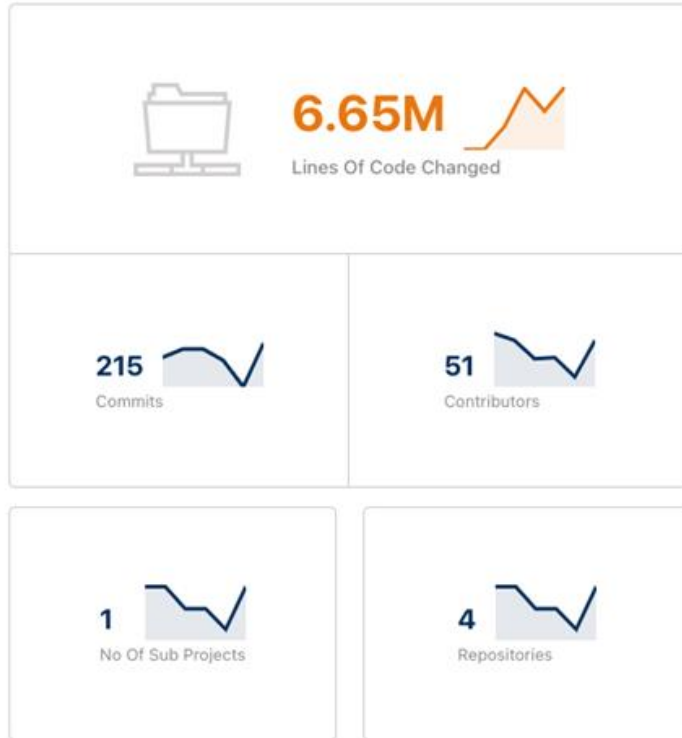 6.65M
Lines Of Code Changed
215
Commits
51
Contributors
1
No Of Sub Projects
4
Repositories